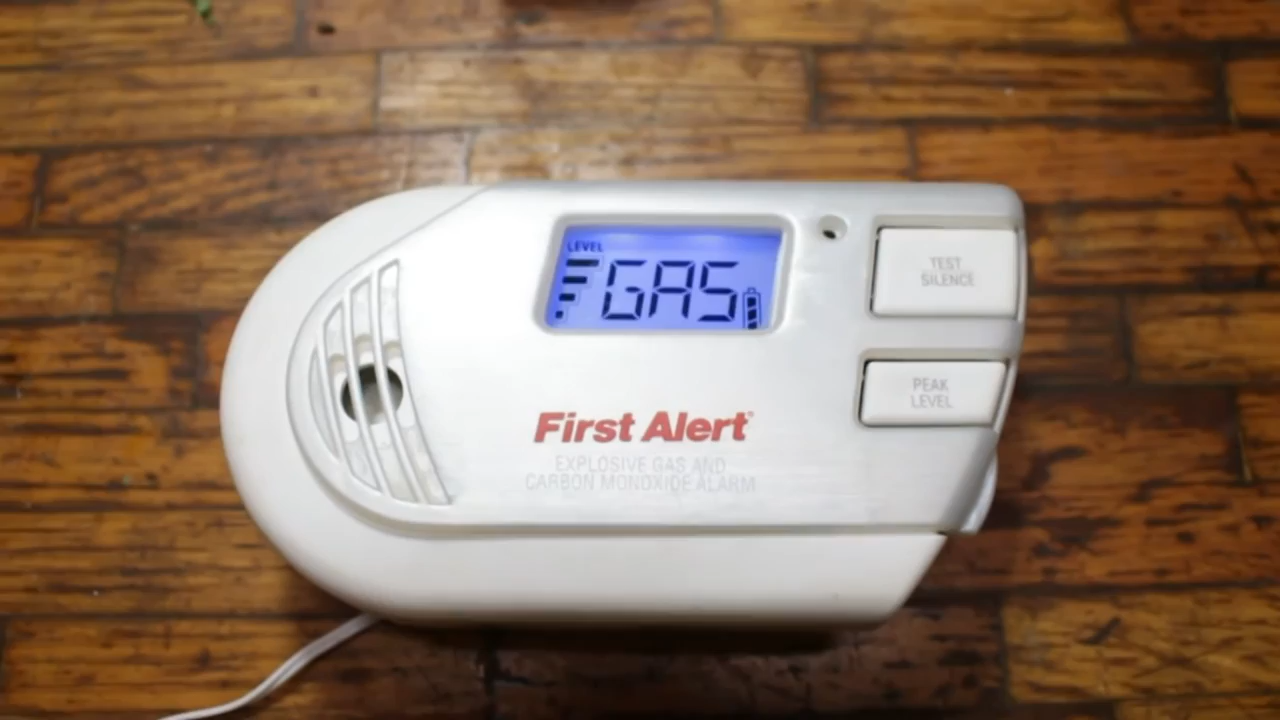 LEVEL
GAS
TEST
SILENCE
PEAK
LEVEL
First Alert®
EXPLOSIVE GAS AND
CARBON MONOXIDE ALARM